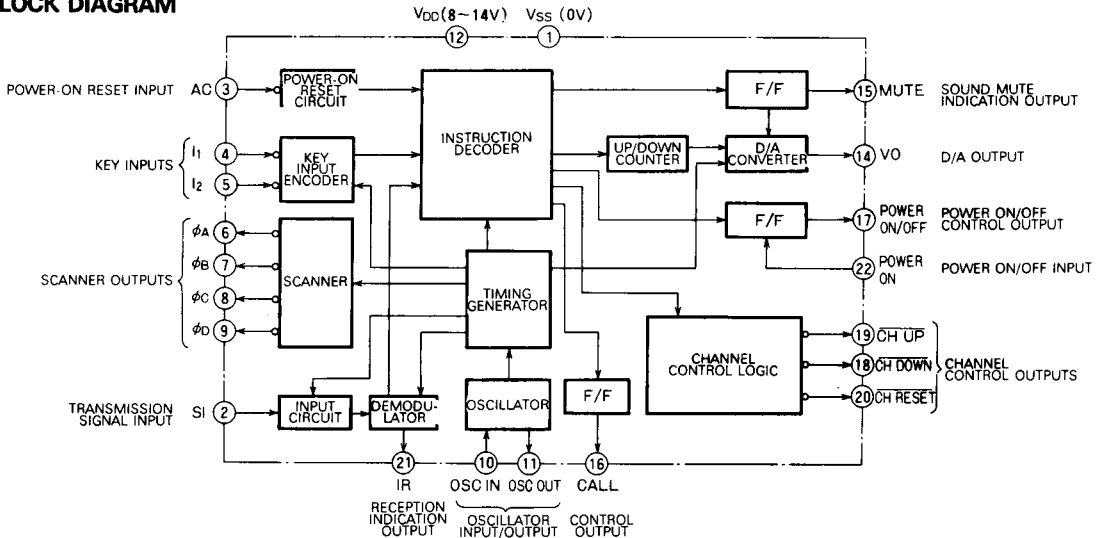 LOCK DIAGRAM
VDD (8~14V) VSS (0V)
12 1
POWER-ON RESET INPUT AC 3
POWER-ON
RESET
CIRCUIT
INSTRUCTION
DECODER
F/F
15 MUTE SOUND MUTE
INDICATION OUTPUT
KEY INPUTS
I1 4
I2 5
KEY
INPUT
ENCODER
UP/DOWN
COUNTER
D/A
CONVERTER
14 VO D/A OUTPUT
F/F
17 POWER
ON/OFF
POWER ON/OFF
CONTROL OUTPUT
22 POWER
ON
POWER ON/OFF INPUT
SCANNER OUTPUTS
ϕA 6
ϕB 7
ϕC 8
ϕD 9
SCANNER
TIMING
GENERATOR
CHANNEL
CONTROL LOGIC
19 CH UP
18 CH DOWN
20 CH RESET
CHANNEL
CONTROL OUTPUTS
TRANSMISSION
SIGNAL INPUT
SI 2
INPUT
CIRCUIT
DEMODU-
LATOR
OSCILLATOR
F/F
21 10 11 16
IR OSC IN OSC OUT CALL
RECEPTION
INDICATION
OUTPUT
OSCILLATOR
INPUT/OUTPUT
CONTROL
OUTPUT